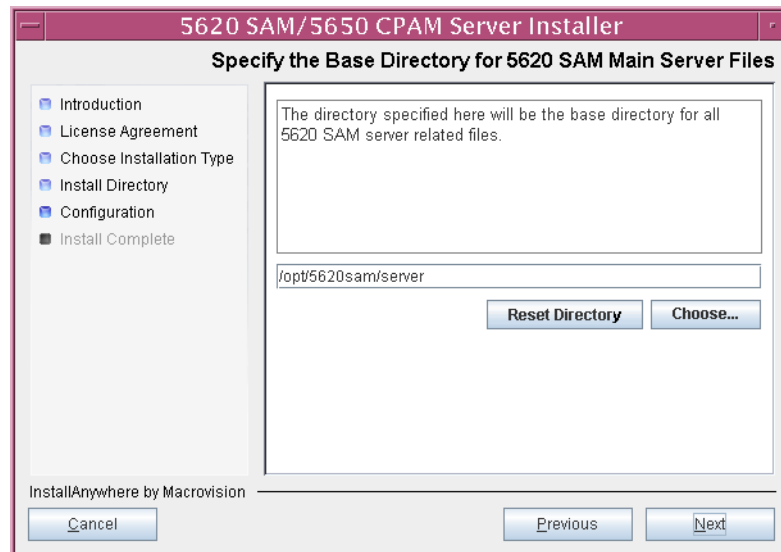 5620 SAM/5650 CPAM Server Installer
Specify the Base Directory for 5620 SAM Main Server Files
Introduction
License Agreement
Choose Installation Type
Install Directory
Configuration
Install Complete
The directory specified here will be the base directory for all
5620 SAM server related files.
/opt/5620sam/server
Reset Directory
Choose...
InstallAnywhere by Macrovision
Cancel
Previous
Next